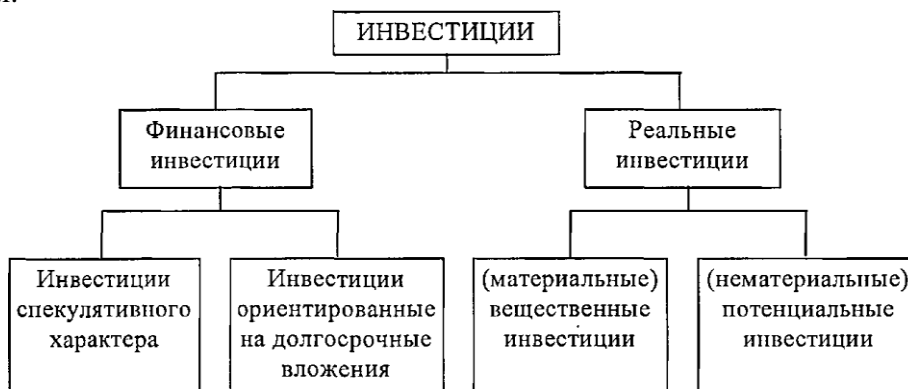 ИНВЕСТИЦИИ
Финансовые
инвестиции
Реальные
инвестиции
Инвестиции
спекулятивного
характера
Инвестиции
ориентированные
на долгосрочные
вложения
(материальные)
вещественные
инвестиции
(нематериальные)
потенциальные
инвестиции